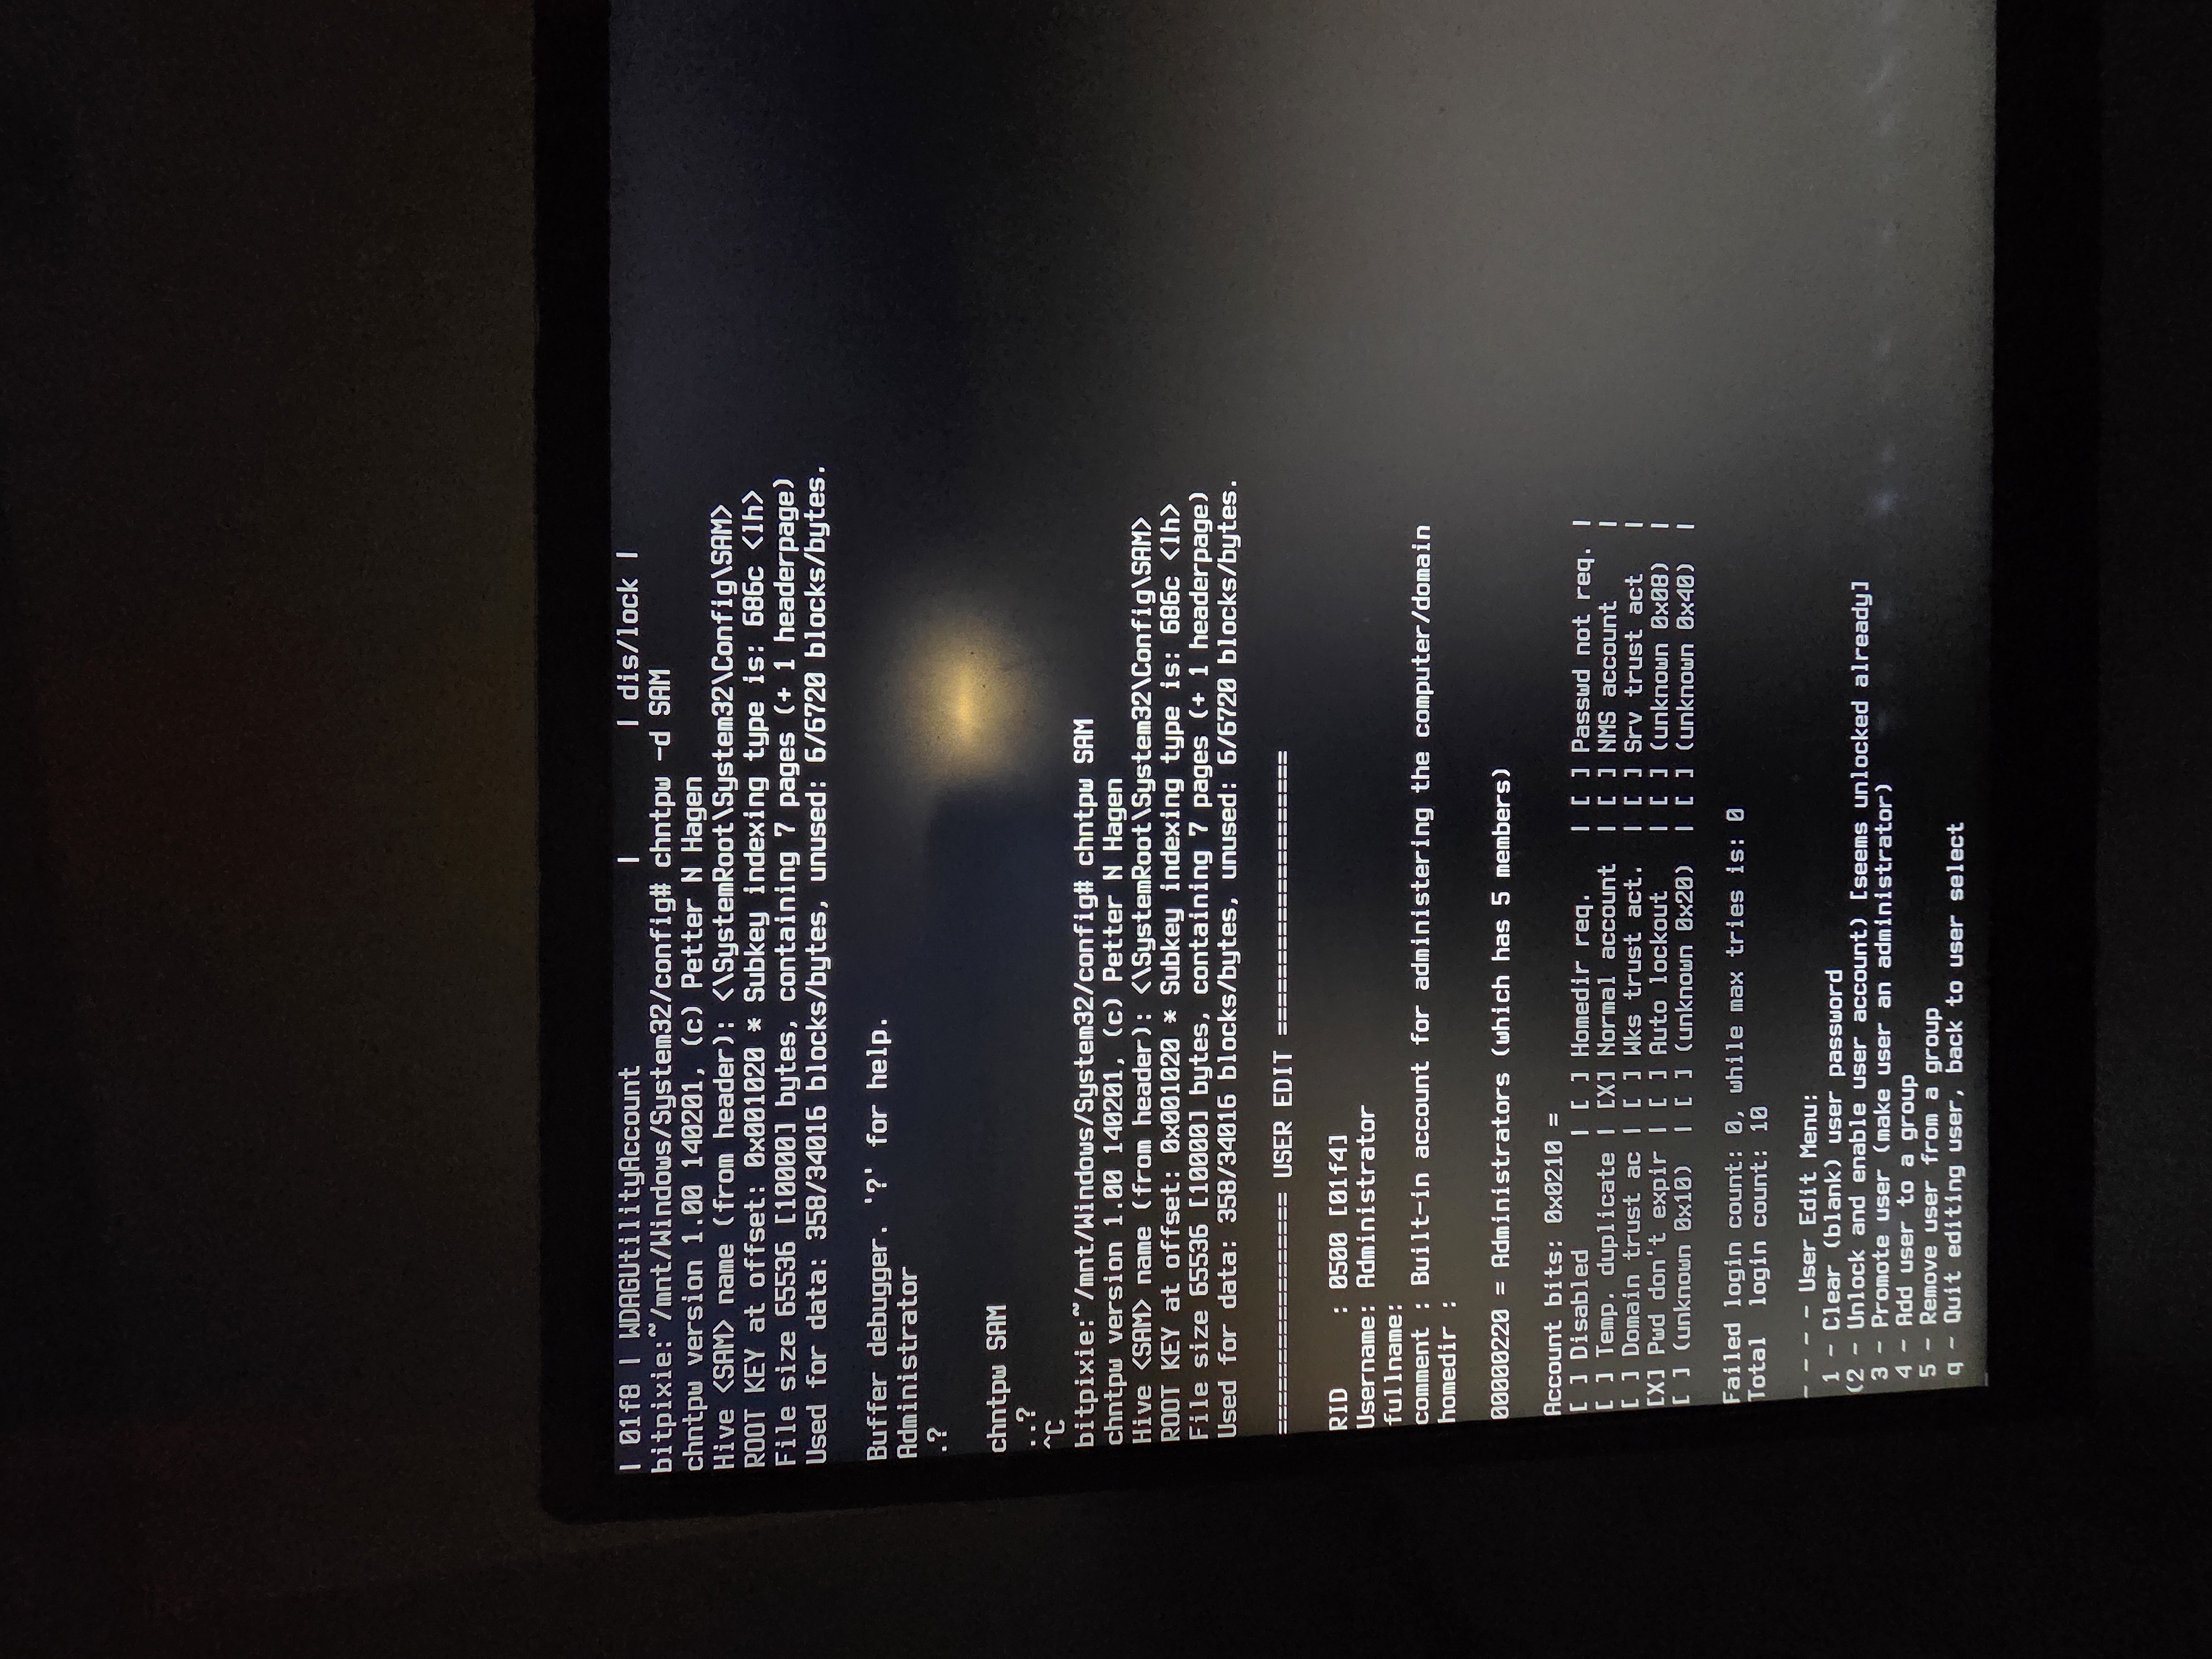 | 01f8 | WDAGUtilityAccount | | dis/lock |
bitpixie:~/mnt/Windows/System32/config# chntpw -d SAM
chntpw version 1.00 140201, (c) Petter N Hagen
Hive <SAM> name (from header): <\SystemRoot\System32\Config\SAM>
ROOT KEY at offset: 0x001020 * Subkey indexing type is: 686c <lh>
File size 65536 [10000] bytes, containing 7 pages (+ 1 headerpage)
Used for data: 358/34016 blocks/bytes, unused: 6/6720 blocks/bytes.
Buffer debugger. '?' for help.
Administrator
.?
chntpw SAM
..?
^C
bitpixie:~/mnt/Windows/System32/config# chntpw SAM
chntpw version 1.00 140201, (c) Petter N Hagen
Hive <SAM> name (from header): <\SystemRoot\System32\Config\SAM>
ROOT KEY at offset: 0x001020 * Subkey indexing type is: 686c <lh>
File size 65536 [10000] bytes, containing 7 pages (+ 1 headerpage)
Used for data: 358/34016 blocks/bytes, unused: 6/6720 blocks/bytes.
================= USER EDIT ====================
RID     : 0500 [01f4]
Username: Administrator
fullname:
comment : Built-in account for administering the computer/domain
homedir :
00000220 = Administrators (which has 5 members)
Account bits: 0x0210 =
[ ] Disabled        | [ ] Homedir req.    | [ ] Passwd not req. |
[ ] Temp. duplicate | [X] Normal account  | [ ] NMS account     |
[ ] Domain trust ac | [ ] Wks trust act.  | [ ] Srv trust act   |
[X] Pwd don't expir | [ ] Auto lockout    | [ ] (unknown 0x08)  |
[ ] (unknown 0x10)  | [ ] (unknown 0x20)  | [ ] (unknown 0x40)  |
Failed login count: 0, while max tries is: 0
Total  login count: 10
- - - - User Edit Menu:
1 - Clear (blank) user password
(2 - Unlock and enable user account) [seems unlocked already]
3 - Promote user (make user an administrator)
4 - Add user to a group
5 - Remove user from a group
q - Quit editing user, back to user select